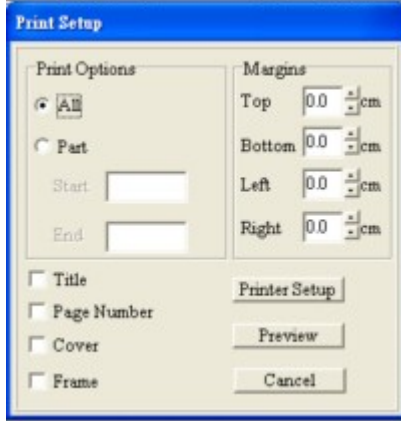 Print Setup
Print Options
All
Part
Start
End
Margins
Top 0.0 cm
Bottom 0.0 cm
Left 0.0 cm
Right 0.0 cm
Title
Page Number
Cover
Frame
Printer Setup
Preview
Cancel